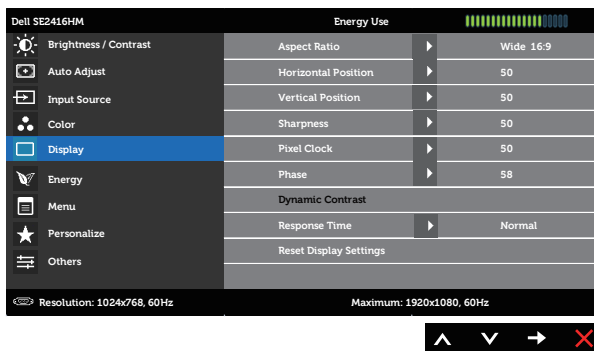 Dell SE2416HM Energy Use
Brightness / Contrast
Auto Adjust
Input Source
Color
Display
Energy
Menu
Personalize
Others
Aspect Ratio Wide 16:9
Horizontal Position 50
Vertical Position 50
Sharpness 50
Pixel Clock 50
Phase 58
Dynamic Contrast
Response Time Normal
Reset Display Settings
Resolution: 1024x768, 60Hz Maximum: 1920x1080, 60Hz